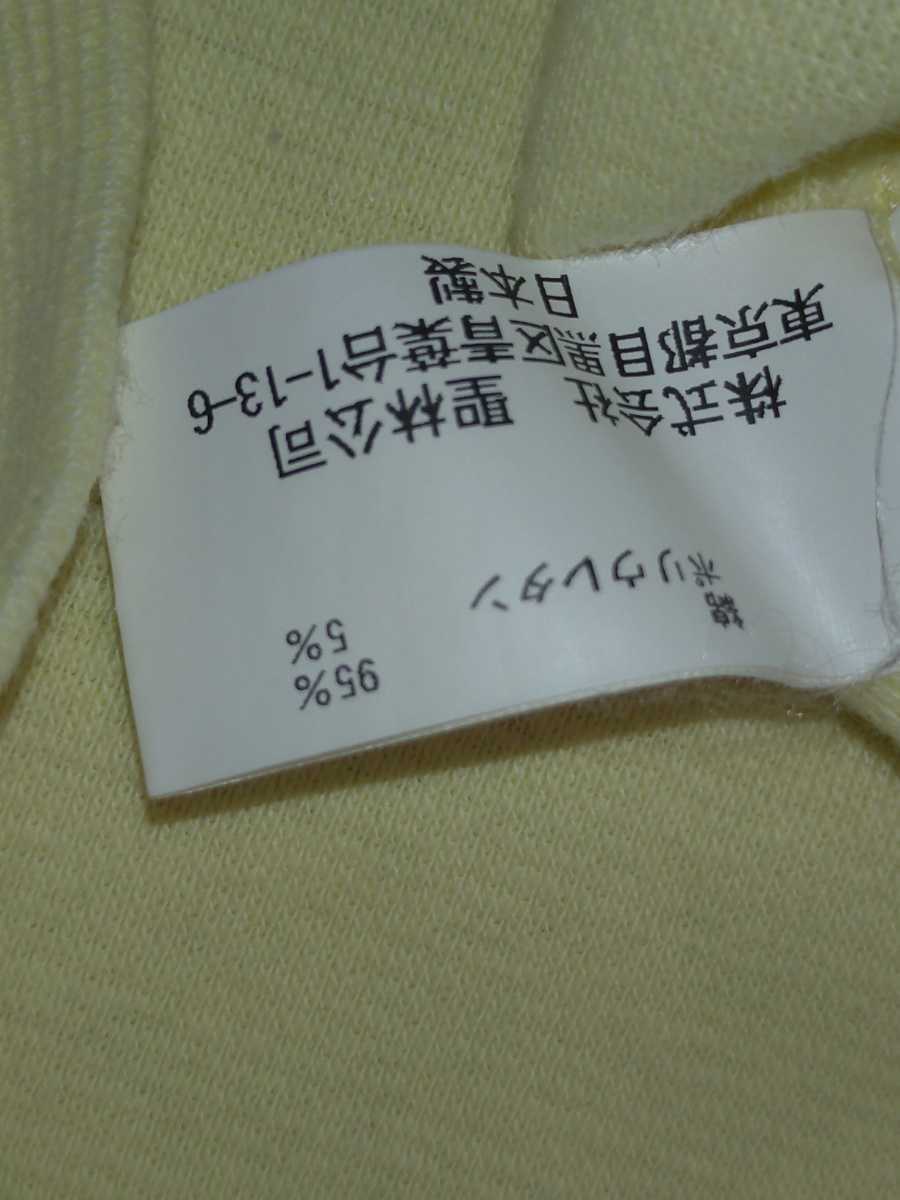 綿 95%
ポリウレタン 5%
株式会社 聖林公司
東京都目黒区青葉台1-13-6
日本製